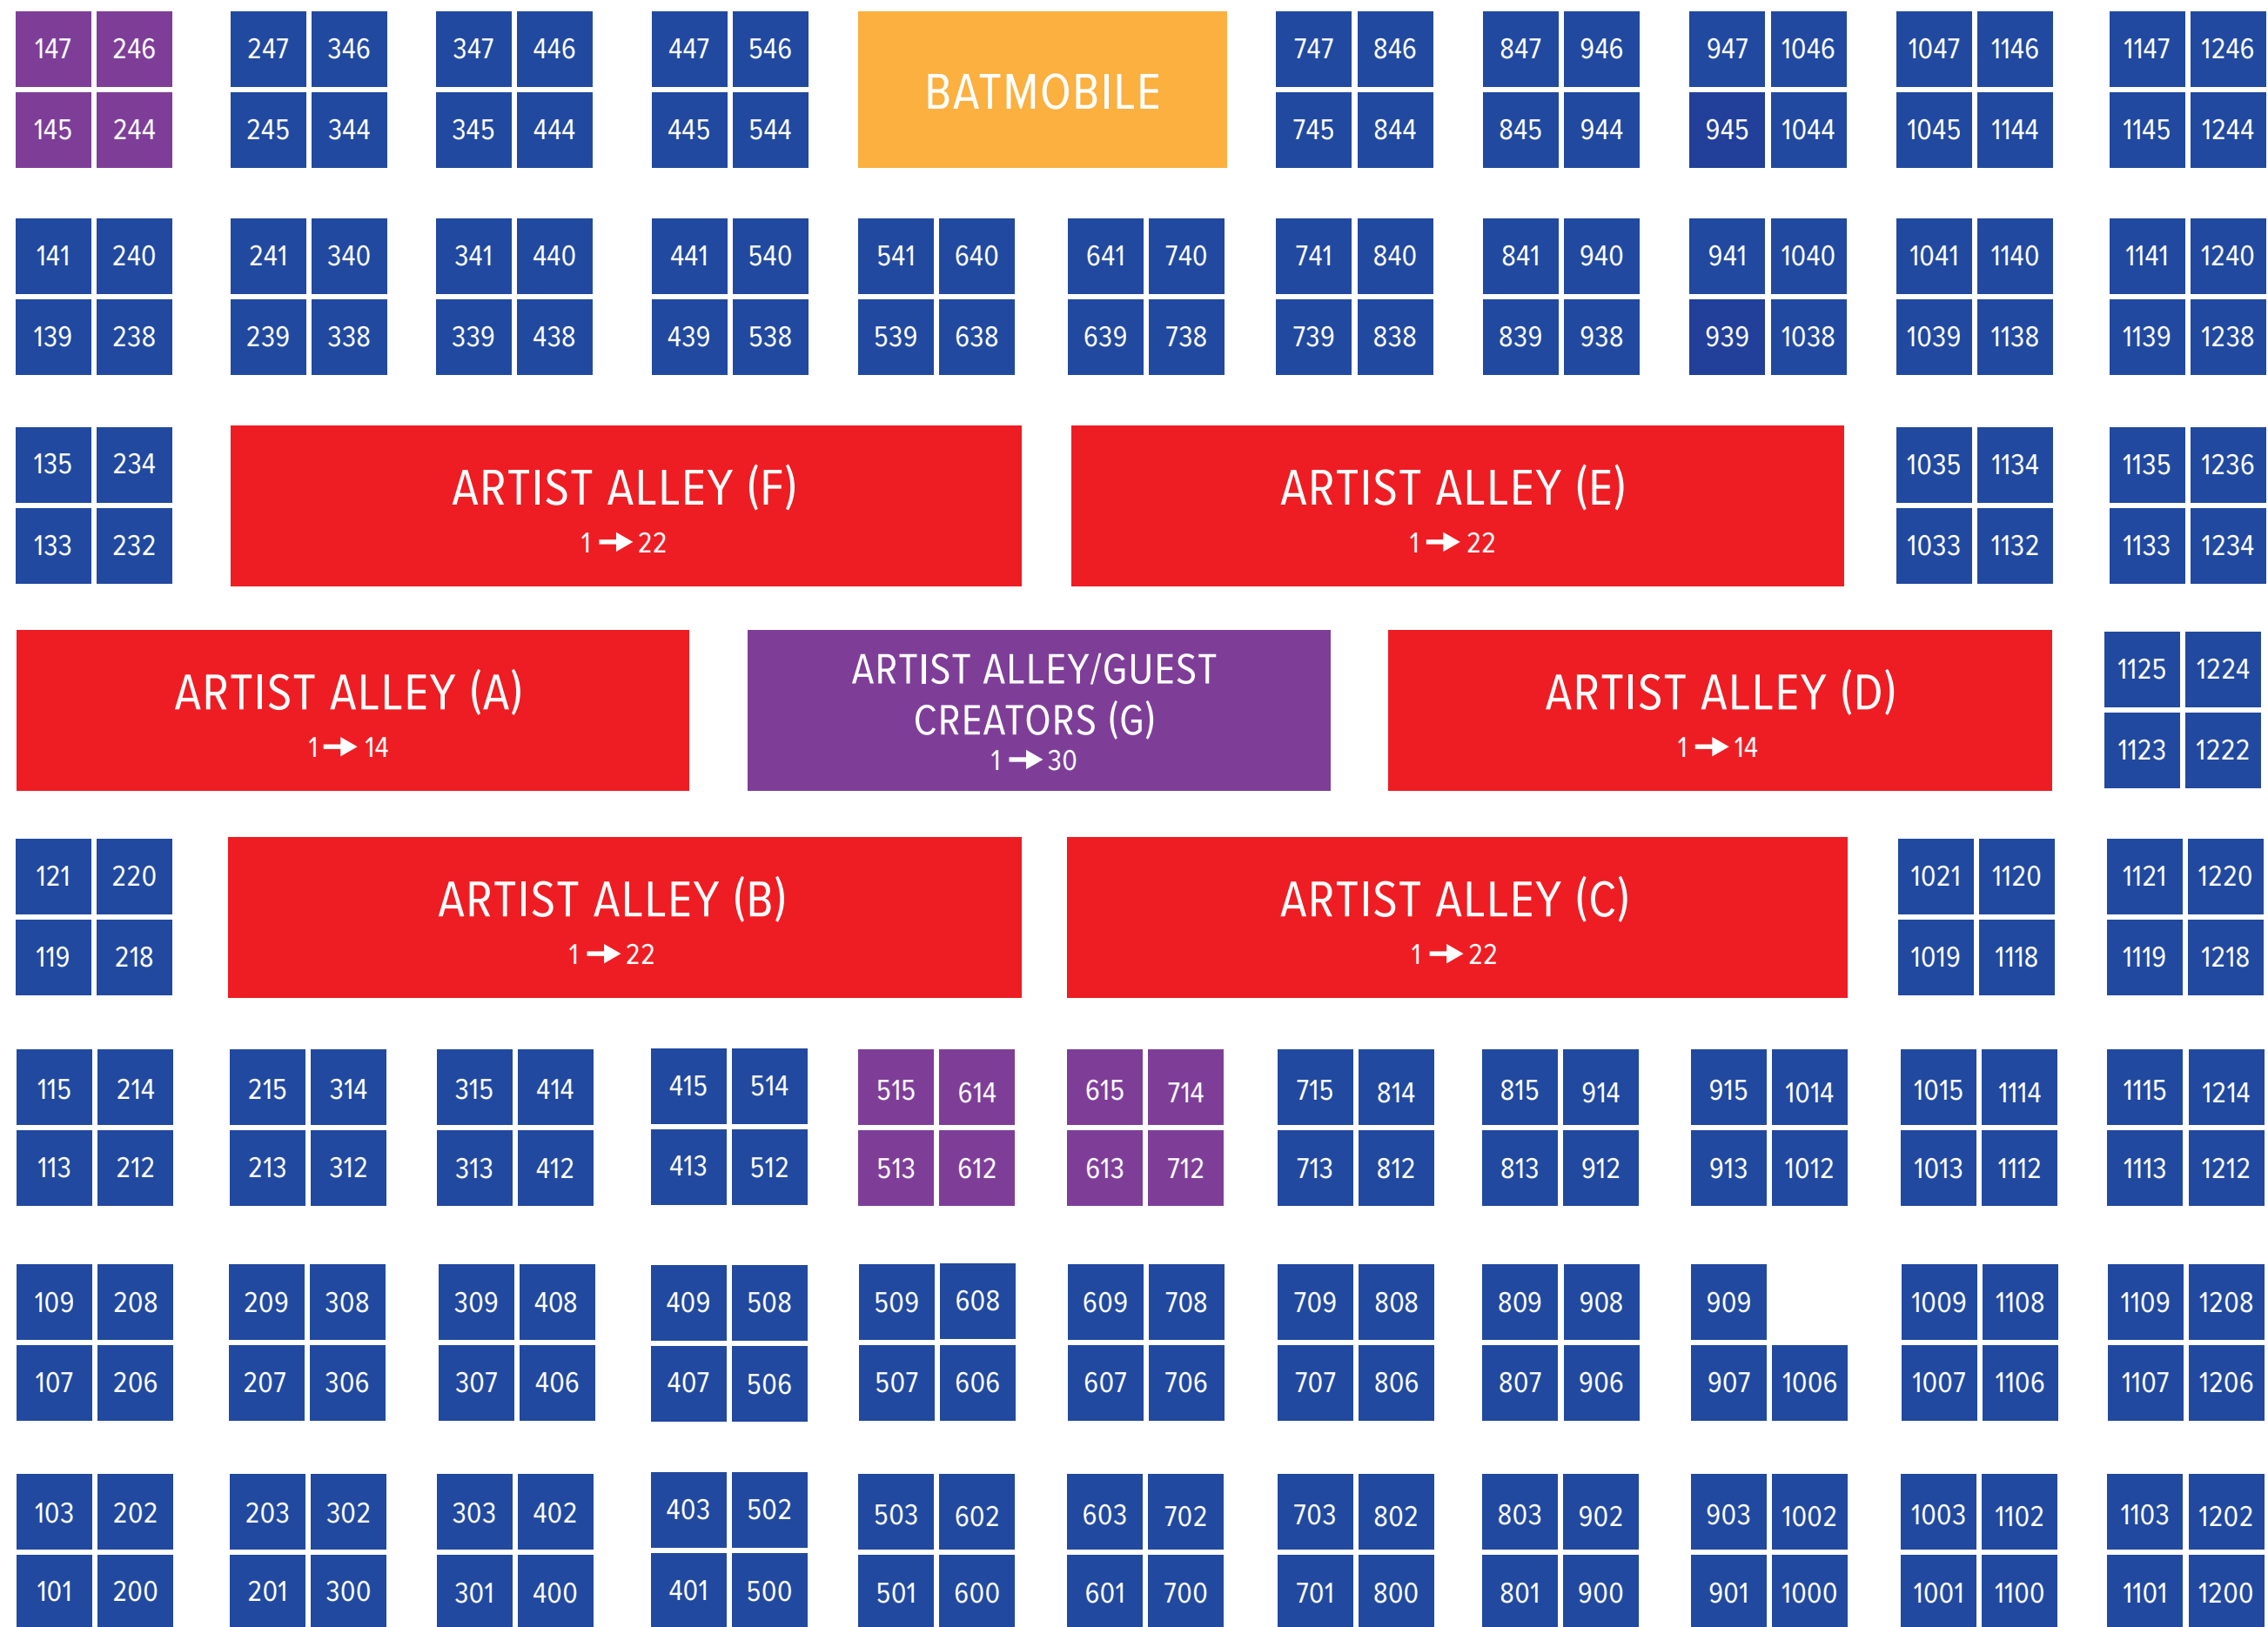 147 246 247 346 347 446 447 546 BATMOBILE 747 846 847 946 947 1046 1047 1146 1147 1246
145 244 245 344 345 444 445 544 745 844 845 944 945 1044 1045 1144 1145 1244
141 240 241 340 341 440 441 540 541 640 641 740 741 840 841 940 941 1040 1041 1140 1141 1240
139 238 239 338 339 438 439 538 539 638 639 738 739 838 839 938 939 1038 1039 1138 1139 1238
135 234 ARTIST ALLEY (F) ARTIST ALLEY (E) 1035 1134 1135 1236
133 232 1→22 1→22 1033 1132 1133 1234
ARTIST ALLEY (A) ARTIST ALLEY/GUEST ARTIST ALLEY (D) 1125 1224
CREATORS (G)
1→14 1→30 1→14 1123 1222
121 220 ARTIST ALLEY (B) ARTIST ALLEY (C) 1021 1120 1121 1220
119 218 1→22 1→22 1019 1118 1119 1218
115 214 215 314 315 414 415 514 515 614 615 714 715 814 815 914 915 1014 1015 1114 1115 1214
113 212 213 312 313 412 413 512 513 612 613 712 713 812 813 912 913 1012 1013 1112 1113 1212
109 208 209 308 309 408 409 508 509 608 609 708 709 808 809 908 909 1009 1108 1109 1208
107 206 207 306 307 406 407 506 507 606 607 706 707 806 807 906 907 1006 1007 1106 1107 1206
103 202 203 302 303 402 403 502 503 602 603 702 703 802 803 902 903 1002 1003 1102 1103 1202
101 200 201 300 301 400 401 500 501 600 601 700 701 800 801 900 901 1000 1001 1100 1101 1200